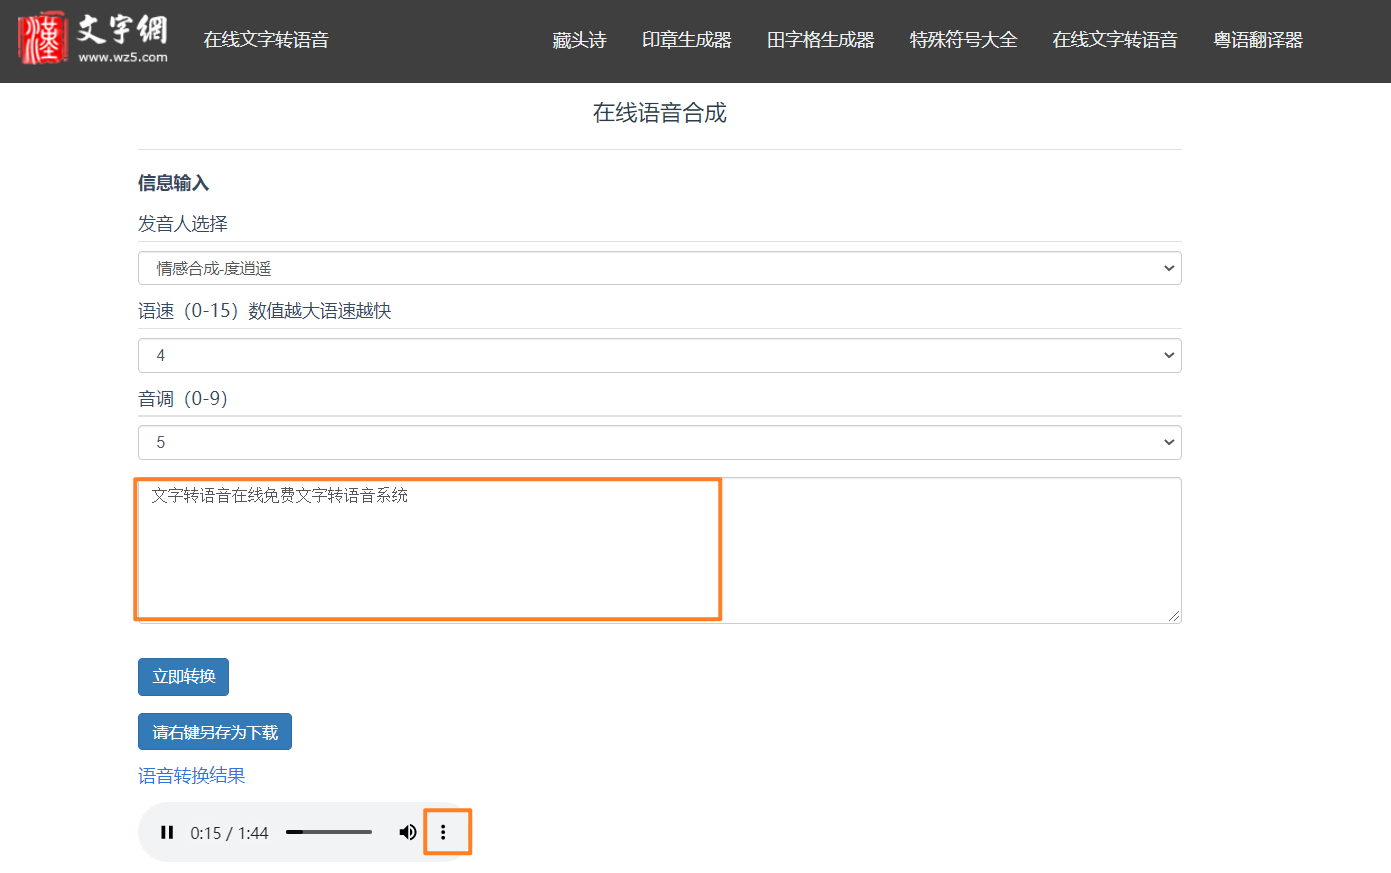 漢 文字網
www.wz5.com
在线文字转语音 藏头诗 印章生成器 田字格生成器 特殊符号大全 在线文字转语音 粤语翻译器
在线语音合成
信息输入
发音人选择
情感合成-度逍遥
语速（0-15）数值越大语速越快
4
音调（0-9）
5
文字转语音在线免费文字转语音系统
立即转换
请右键另存为下载
语音转换结果
0:15 / 1:44